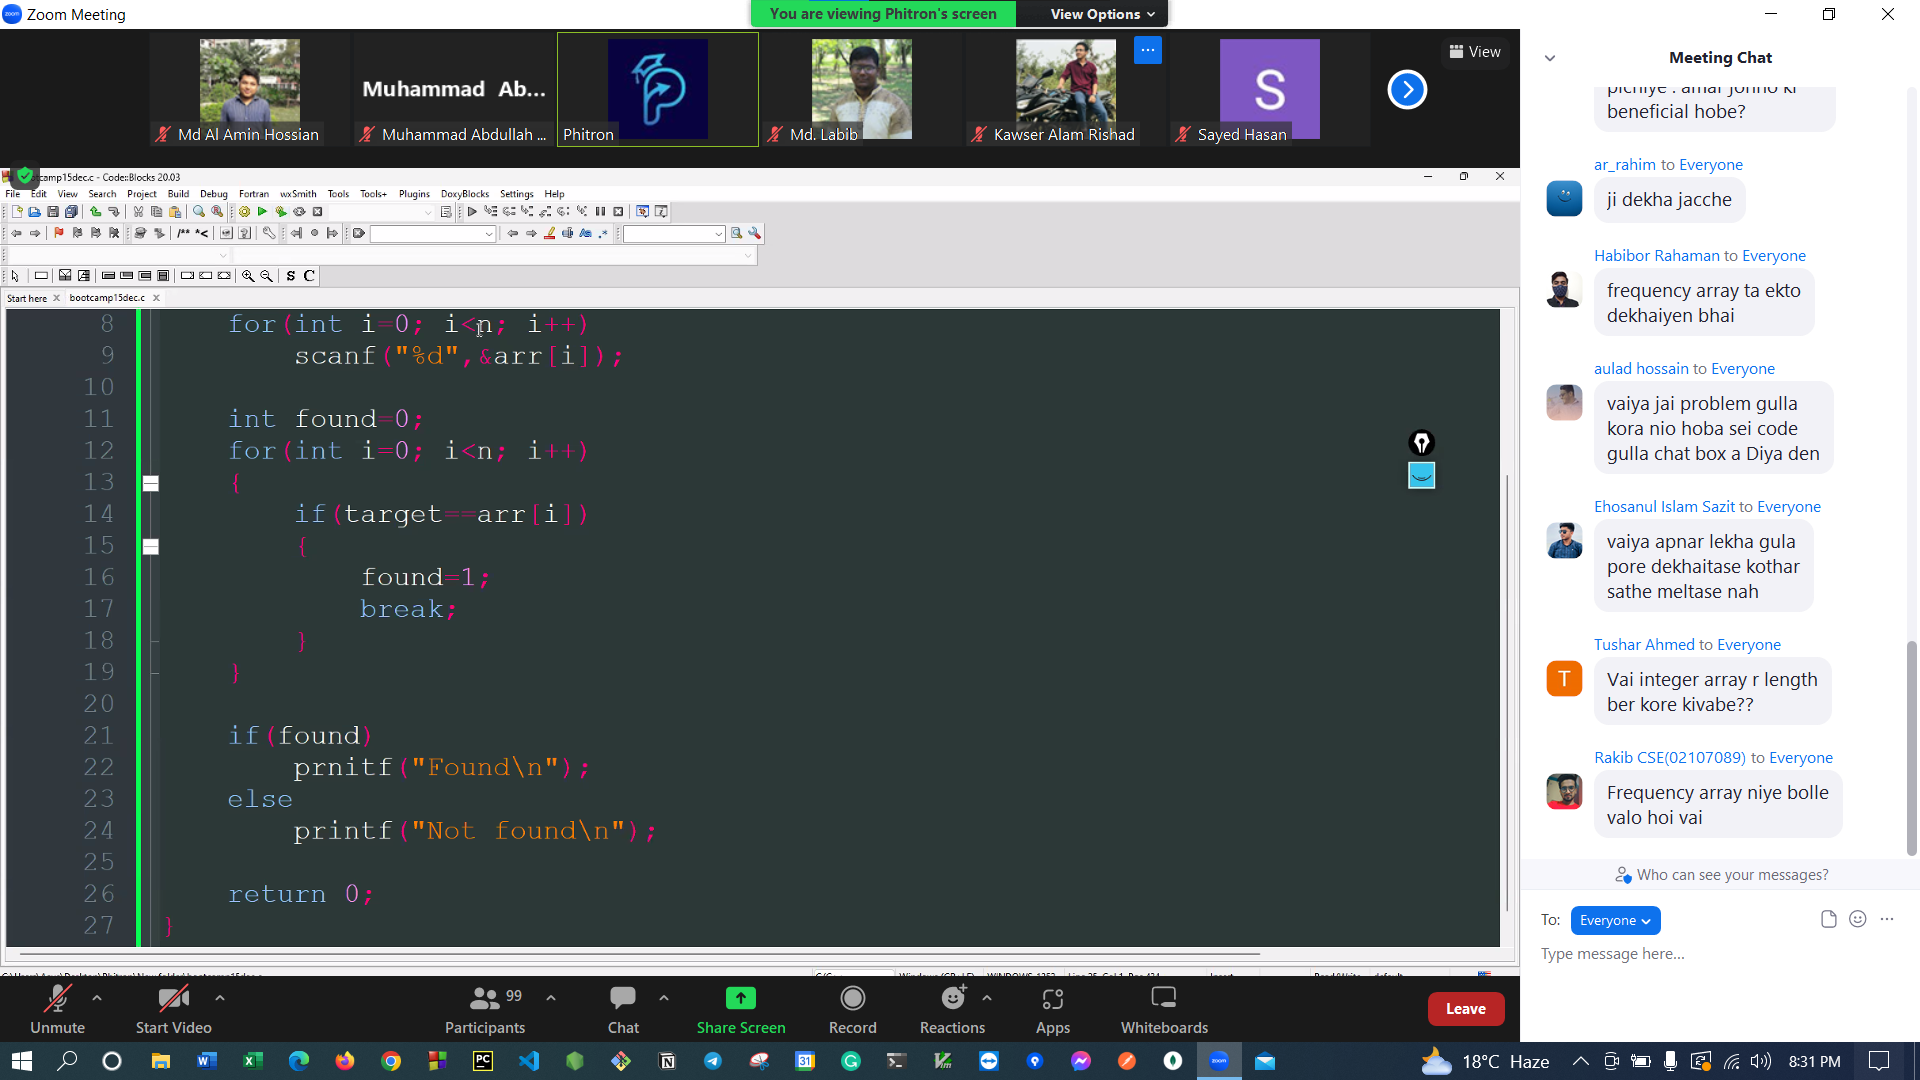 Zoom Meeting
You are viewing Phitron's screen
View Options
View
Muhammad Ab...
S
Md Al Amin Hossian
Muhammad Abdullah ...
Phitron
Md. Labib
Kawser Alam Rishad
Sayed Hasan
camp15dec.c - Code::Blocks 20.03
File Edit View Search Project Build Debug Fortran wxSmith Tools Tools+ Plugins DoxyBlocks Settings Help
Start here
bootcamp15dec.c
8 for(int i=0; i<n; i++)
9 scanf("%d",&arr[i]);
10
11 int found=0;
12 for(int i=0; i<n; i++)
13 {
14 if(target==arr[i])
15 {
16 found=1;
17 break;
18 }
19 }
20
21 if(found)
22 prnitf("Found\n");
23 else
24 printf("Not found\n");
25
26 return 0;
27 }
Meeting Chat
beneficial hobe?
ar_rahim to Everyone
ji dekha jacche
Habibor Rahaman to Everyone
frequency array ta ekto
dekhaiyen bhai
aulad hossain to Everyone
vaiya jai problem gulla
kora nio hoba sei code
gulla chat box a Diya den
Ehosanul Islam Sazit to Everyone
vaiya apnar lekha gula
pore dekhaitase kothar
sathe meltase nah
Tushar Ahmed to Everyone
T
Vai integer array r length
ber kore kivabe??
Rakib CSE(02107089) to Everyone
Frequency array niye bolle
valo hoi vai
Who can see your messages?
To: Everyone
Type message here...
Unmute
Start Video
99
Participants
Chat
Share Screen
Record
Reactions
Apps
Whiteboards
Leave
18°C Haze
8:31 PM